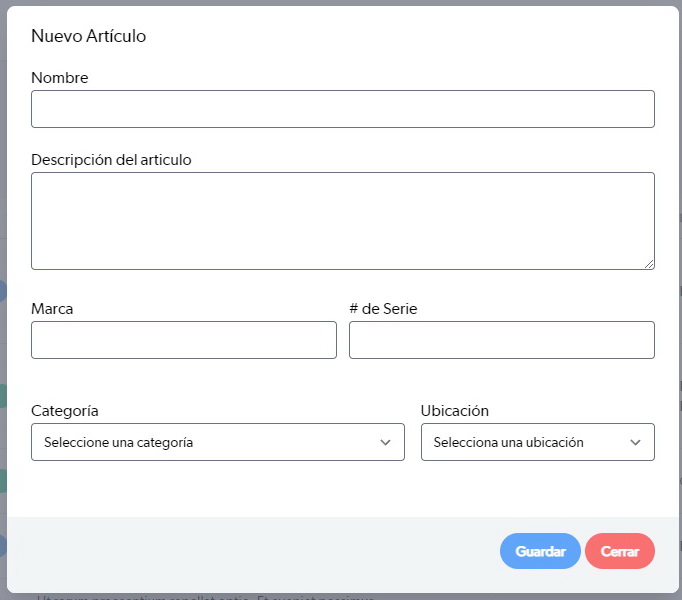 Nuevo Artículo
Nombre
Descripción del articulo
Marca # de Serie
Categoría Ubicación
Seleccione una categoría Selecciona una ubicación
Guardar Cerrar